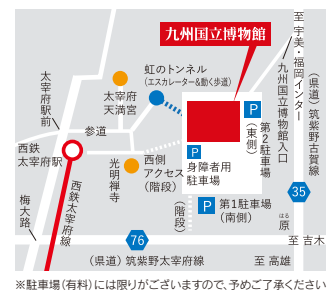 九州国立博物館
至 宇美・福岡インター
虹のトンネル
(エスカレーター&動く歩道)
太宰府駅前
太宰府
天満宮
九州国立博物館入口
(県道)筑紫野古賀線
参道
P
第2駐車場
(東側)
西鉄
太宰府駅
光明禅寺
西側
アクセス
(階段)
P
身障者用
駐車場
西鉄太宰府線
梅大路
(階段)
P
第1駐車場
(南側)
35
はる
原
76
至 吉木
(県道)筑紫野太宰府線
至 高雄
※駐車場(有料)には限りがございますので、予めご了承ください。